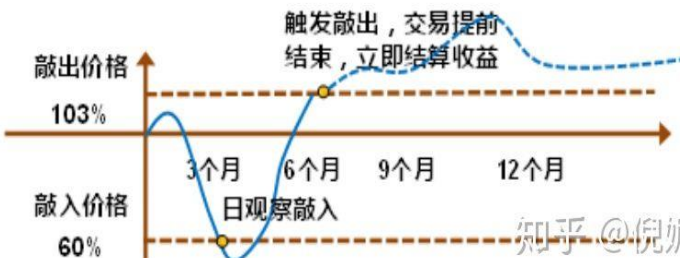 触发敲出，交易提前
结束，立即结算收益
敲出价格
103%
3个月 6个月 9个月 12个月
敲入价格
日观察敲入
60%
知乎 @倪